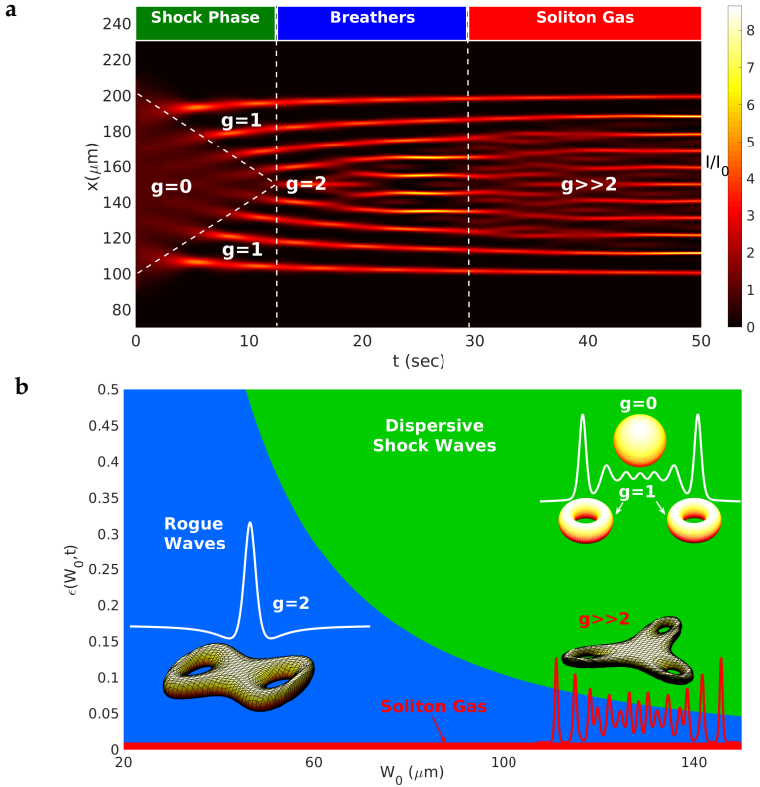 a
Shock Phase
Breathers
Soliton Gas
240
220
200
180
160
140
120
100
80
x(μm)
g=1
g=0
g=2
g>>2
g=1
0
10
20
30
40
50
t (sec)
8
7
6
5
4
3
2
1
0
I/I0
b
0.5
0.45
0.4
0.35
0.3
0.25
0.2
0.15
0.1
0.05
0
ϵ(W0,t)
Dispersive
Shock Waves
g=0
g=1
Rogue
Waves
g=2
g>>2
Soliton Gas
20
60
100
140
W0 (μm)